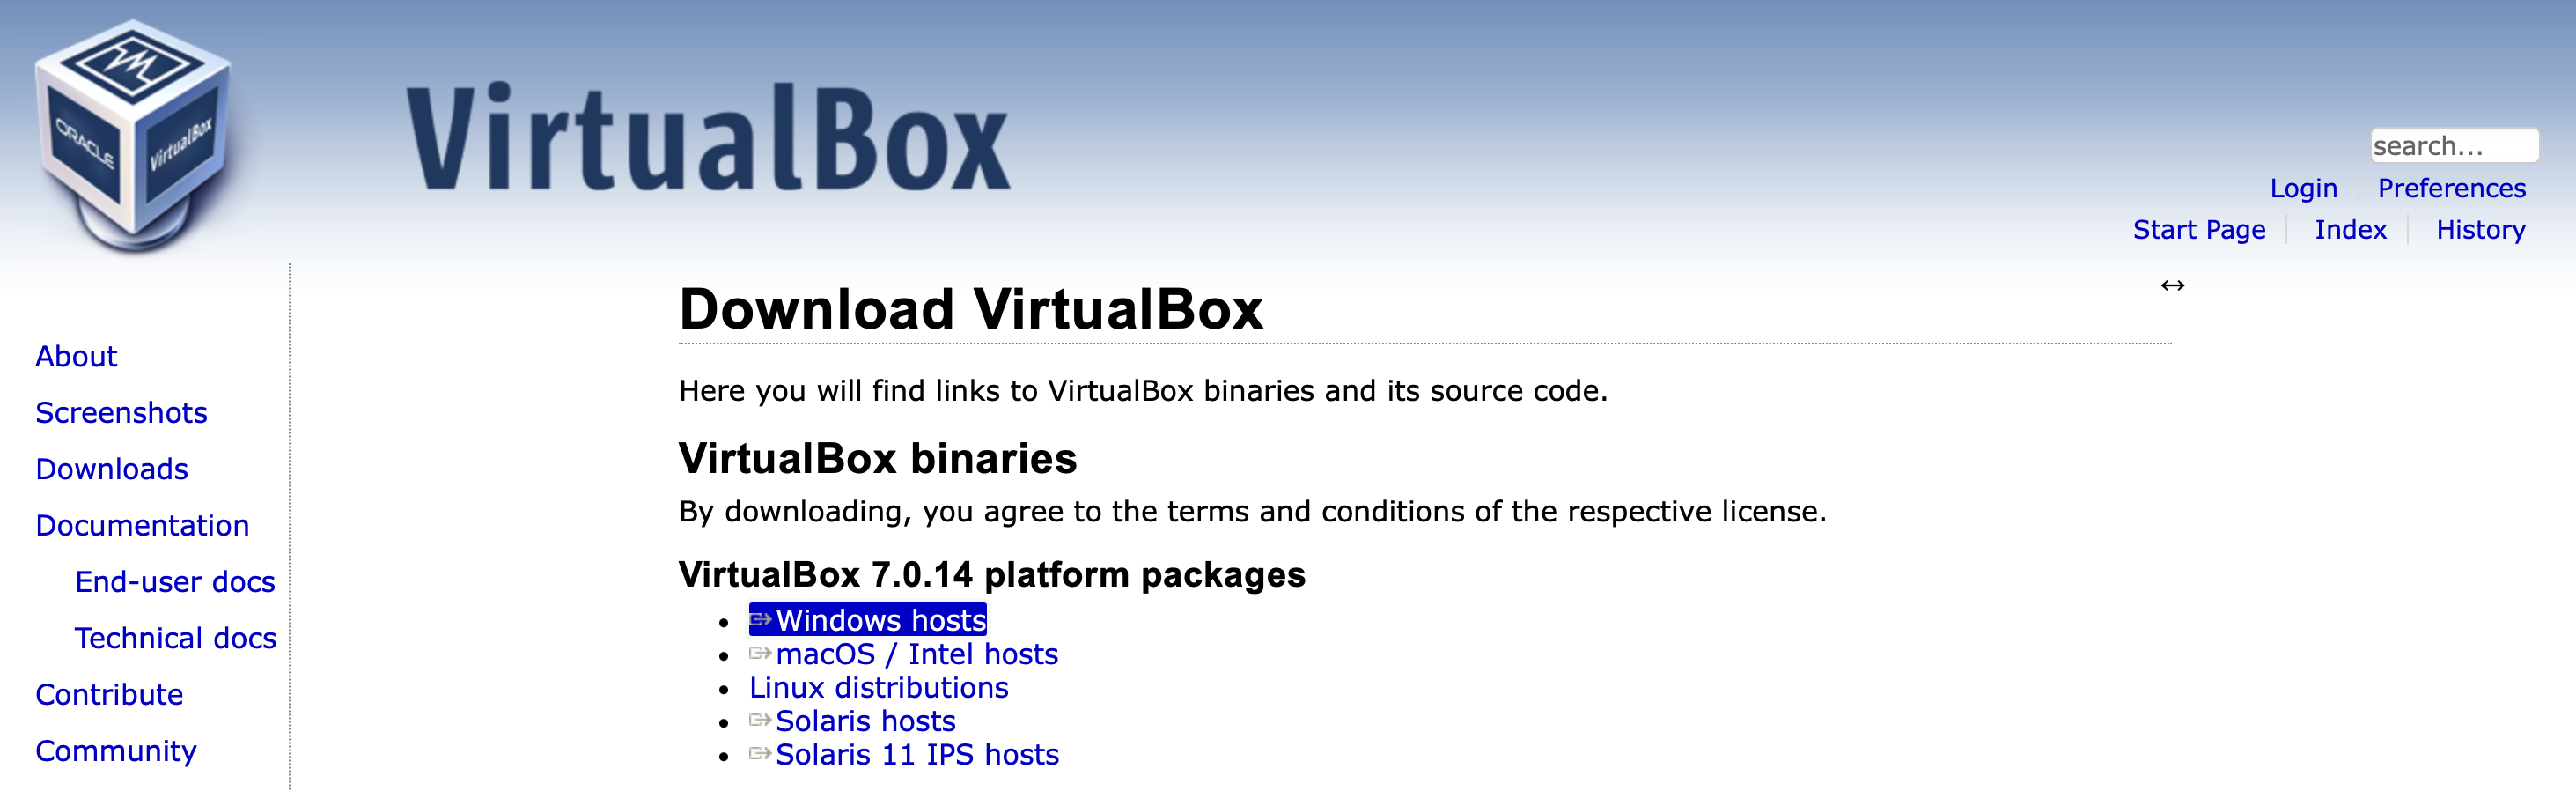 ORACLE
VirtualBox
VirtualBox
search...
Login
Preferences
Start Page
Index
History
↔
Download VirtualBox
About
Screenshots
Downloads
Documentation
End-user docs
Technical docs
Contribute
Community
Here you will find links to VirtualBox binaries and its source code.
VirtualBox binaries
By downloading, you agree to the terms and conditions of the respective license.
VirtualBox 7.0.14 platform packages
• Windows hosts
• macOS / Intel hosts
• Linux distributions
• Solaris hosts
• Solaris 11 IPS hosts